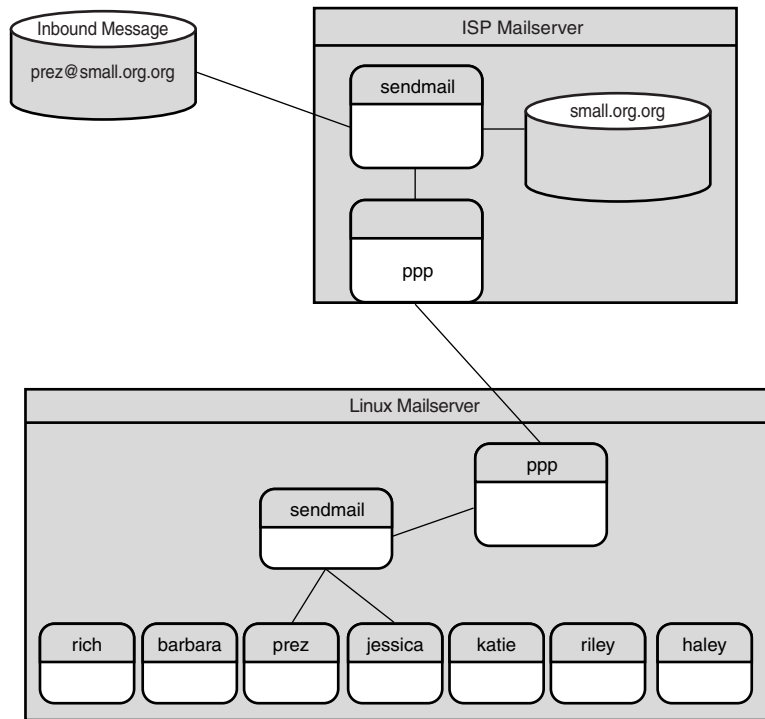 Inbound Message
prez@small.org.org
ISP Mailserver
sendmail
small.org.org
ppp
Linux Mailserver
ppp
sendmail
rich
barbara
prez
jessica
katie
riley
haley